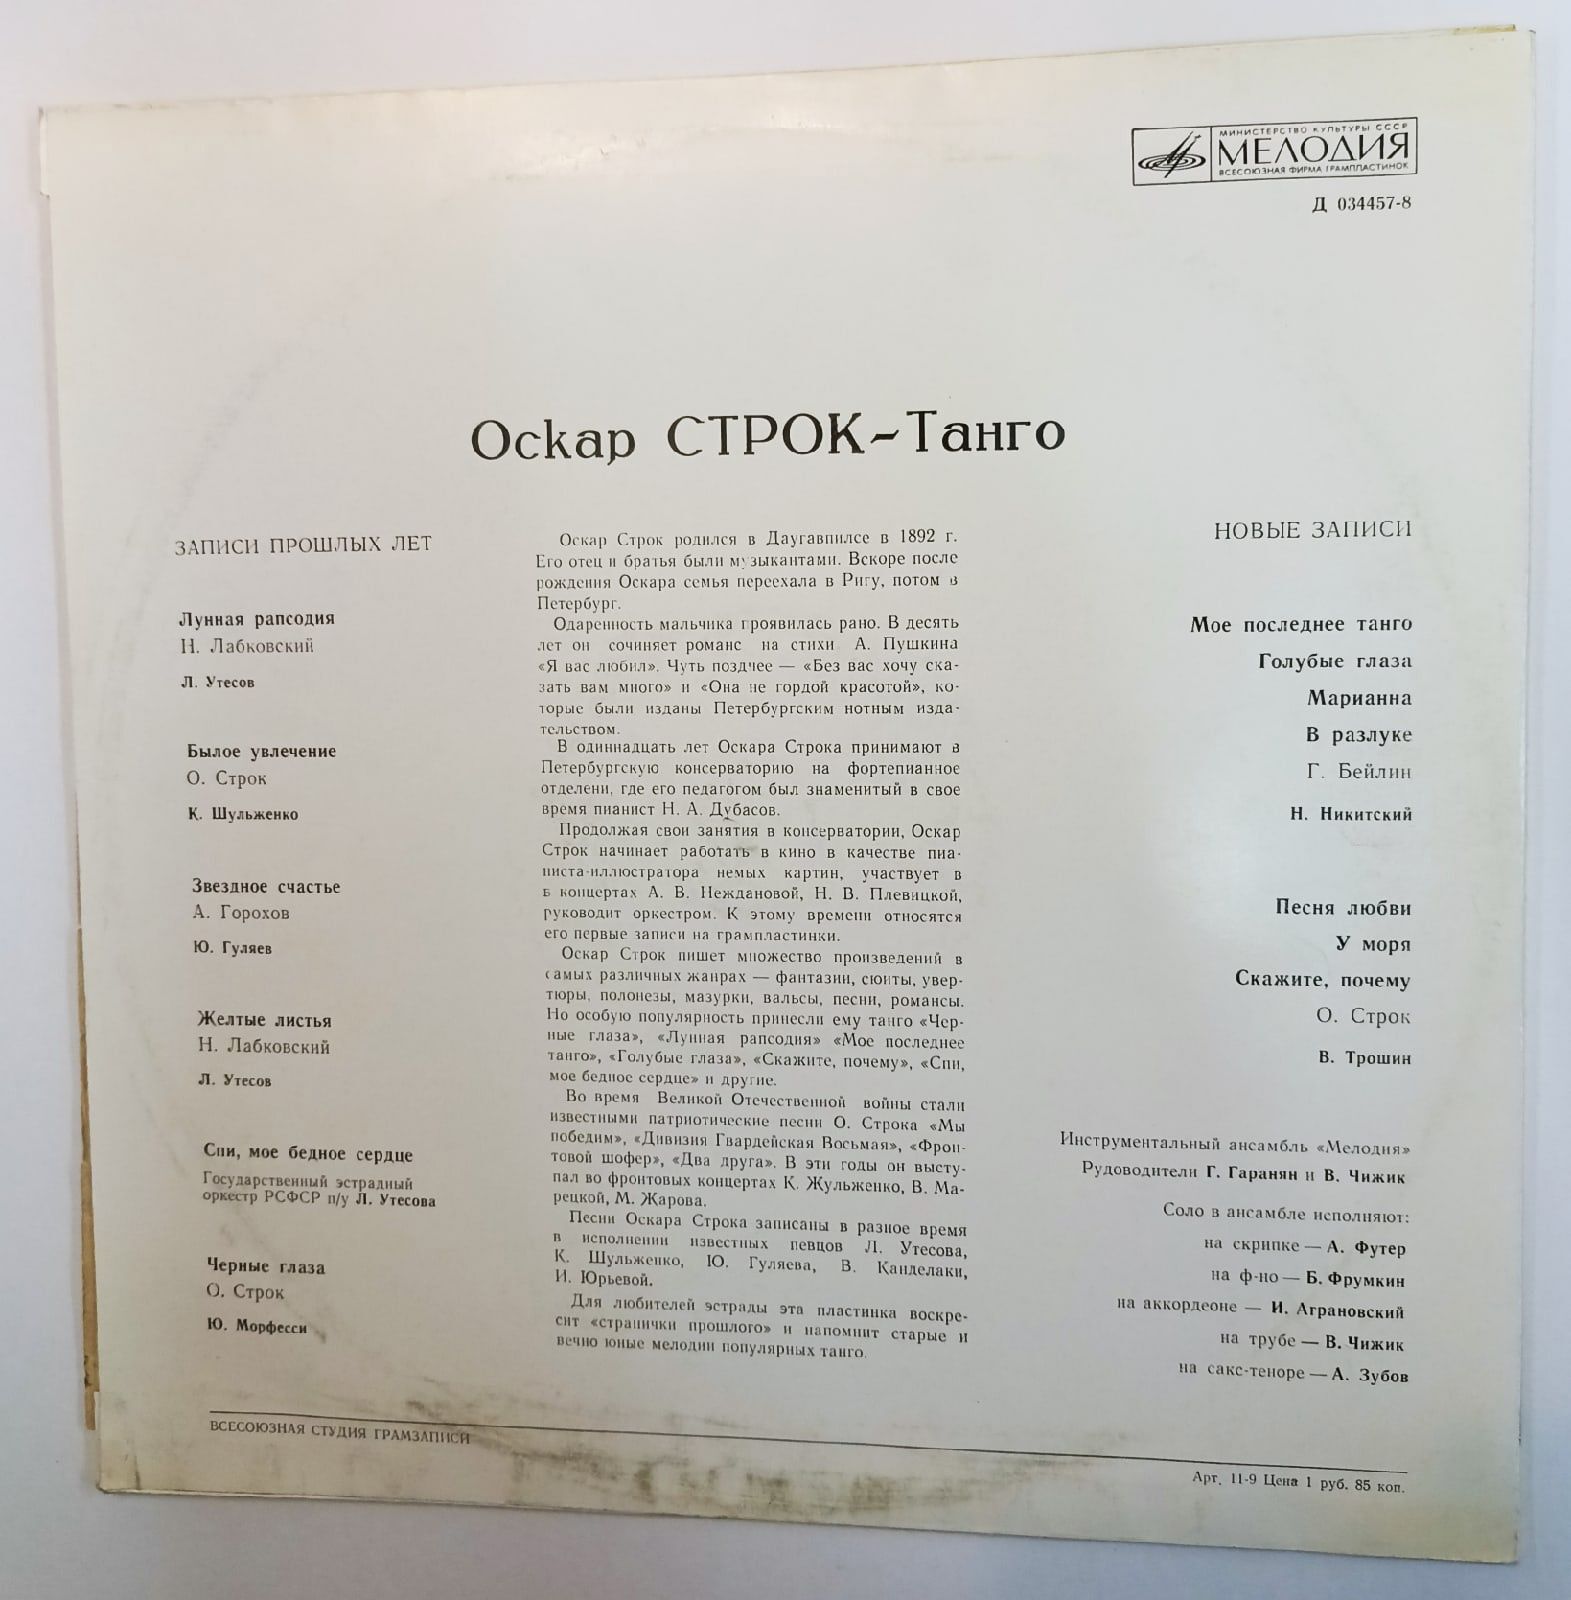 МИНИСТЕРСТВО КУЛЬТУРЫ СССР
МЕЛОДИЯ
ВСЕСОЮЗНАЯ ФИРМА ГРАМПЛАСТИНОК
Д 034457-8
Оскар СТРОК-Танго
ЗАПИСИ ПРОШЛЫХ ЛЕТ
Лунная рапсодия
Н. Лабковский
Л. Утесов
Былое увлечение
О. Строк
К. Шульженко
Звездное счастье
А. Горохов
Ю. Гуляев
Желтые листья
Н. Лабковский
Л. Утесов
Спи, мое бедное сердце
Государственный эстрадный
оркестр РСФСР п/у Л. Утесова
Черные глаза
О. Строк
Ю. Морфесси
Оскар Строк родился в Даугавпилсе в 1892 г.
Его отец и братья были музыкантами. Вскоре после
рождения Оскара семья переехала в Ригу, потом в
Петербург.
Одаренность мальчика проявилась рано. В десять
лет он сочиняет романс на стихи А. Пушкина
«Я вас любил». Чуть позднее — «Без вас хочу ска-
зать вам много» и «Она не гордой красотой», ко-
торые были изданы Петербургским нотным изда-
тельством.
В одиннадцать лет Оскара Строка принимают в
Петербургскую консерваторию на фортепианное
отделени, где его педагогом был знаменитый в свое
время пианист Н. А. Дубасов.
Продолжая свои занятия в консерватории, Оскар
Строк начинает работать в кино в качестве пиа-
ниста-иллюстратора немых картин, участвует в
в концертах А. В. Неждановой, Н. В. Плевицкой,
руководит оркестром. К этому времени относятся
его первые записи на грампластинки.
Оскар Строк пишет множество произведений в
самых различных жанрах — фантазии, сюиты, увер-
тюры, полонезы, мазурки, вальсы, песни, романсы.
Но особую популярность принесли ему танго «Чер-
ные глаза», «Лунная рапсодия» «Мое последнее
танго», «Голубые глаза», «Скажите, почему», «Спи,
мое бедное сердце» и другие.
Во время Великой Отечественной войны стали
известными патриотические песни О. Строка «Мы
победим», «Дивизия Гвардейская Восьмая», «Фрон-
товой шофер», «Два друга». В эти годы он высту-
пал во фронтовых концертах К. Жульженко, В. Ма-
рецкой, М. Жарова.
Песни Оскара Строка записаны в разное время
в исполнении известных певцов Л. Утесова,
К. Шульженко, Ю. Гуляева, В. Канделаки,
И. Юрьевой.
Для любителей эстрады эта пластинка воскре-
сит «странички прошлого» и напомнит старые и
вечно юные мелодии популярных танго.
НОВЫЕ ЗАПИСИ
Мое последнее танго
Голубые глаза
Марианна
В разлуке
Г. Бейлин
Н. Никитский
Песня любви
У моря
Скажите, почему
О. Строк
В. Трошин
Инструментальный ансамбль «Мелодия»
Рудоводители Г. Гаранян и В. Чижик
Соло в ансамбле исполняют:
на скрипке — А. Футер
на ф-но — Б. Фрумкин
на аккордеоне — И. Аграновский
на трубе — В. Чижик
на сакс-теноре — А. Зубов
ВСЕСОЮЗНАЯ СТУДИЯ ГРАМЗАПИСИ
Арт. 11-9 Цена 1 руб. 85 коп.